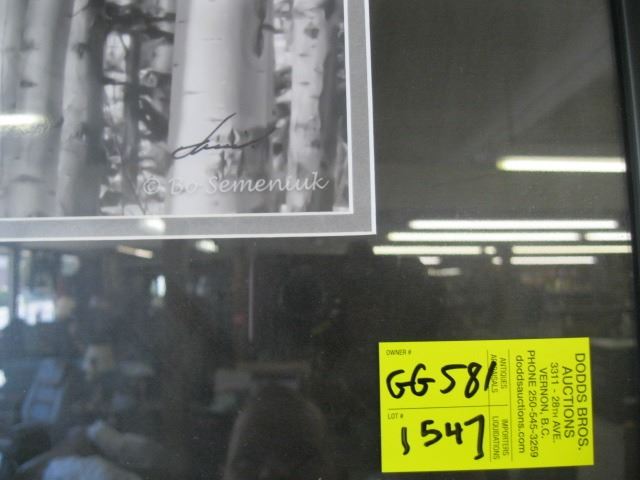 © Bo Semeniuk
OWNER #
GG581
LOT #
1547
ANTIQUES
APPRAISALS
IMPORTERS
LIQUIDATIONS
DODDS BROS.
AUCTIONS
3311 - 28TH AVE.
VERNON, B.C.
PHONE 250-545-3259
doddsauctions.com